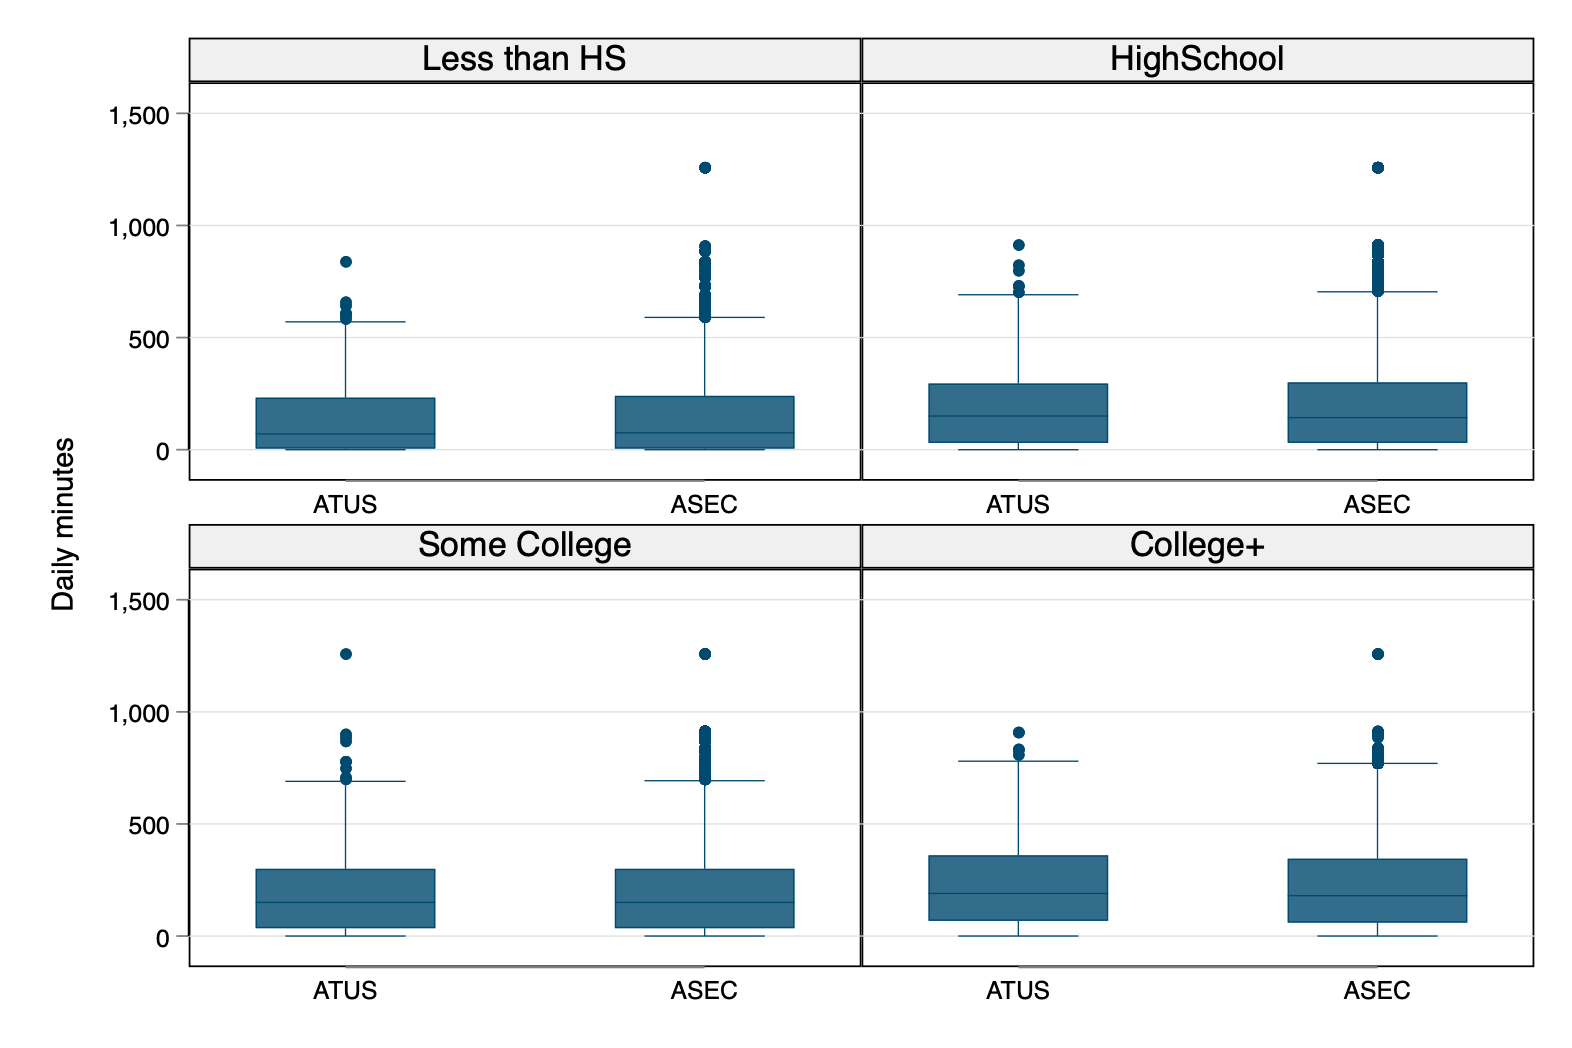 Less than HS
HighSchool
1,500
1,000
500
0
ATUS
ASEC
ATUS
ASEC
Daily minutes
Some College
College+
1,500
1,000
500
0
ATUS
ASEC
ATUS
ASEC